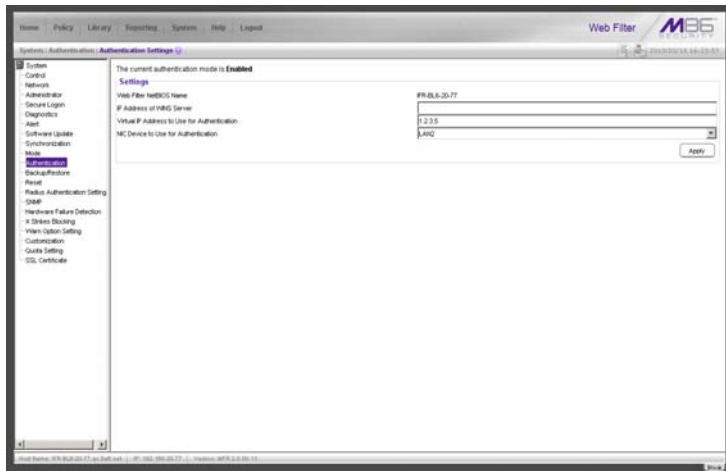 Home Policy Library Reporting System Help Logout
Web Filter
M86 SECURITY
System : Authentication : Authentication Settings
System
Control
Network
Administrator
Secure Logon
Diagnostics
Alert
Software Update
Synchronization
Mode
Authentication
Backup/Restore
Reset
Radius Authentication Setting
SNMP
Hardware Failure Detection
X Strikes Blocking
Warn Option Setting
Customization
Quota Setting
SSL Certificate
The current authentication mode is Enabled
Settings
Web Filter NetBIOS Name
IP Address of WINS Server
Virtual IP Address to Use for Authentication
1.2.3.5
NIC Device to Use for Authentication
LAN2
Apply